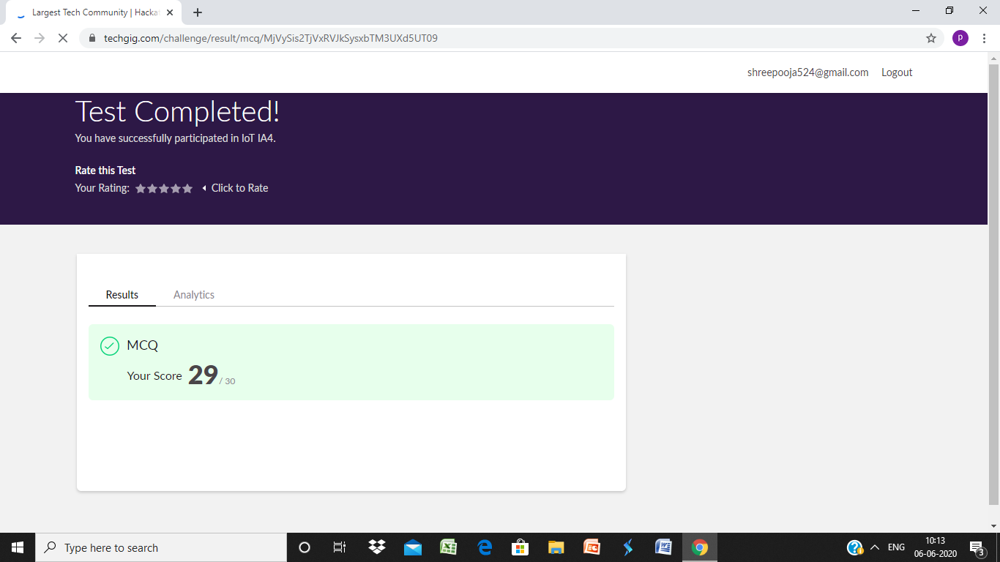 Largest Tech Community | Hacka
techgig.com/challenge/result/mcq/MjVySis2TjVxRVJkSysxbTM3UXd5UT09
P
shreepooja524@gmail.com Logout
Test Completed!
You have successfully participated in IoT IA4.
Rate this Test
Your Rating: Click to Rate
Results Analytics
MCQ
Your Score 29 / 30
Type here to search
ENG
10:13
06-06-2020
3